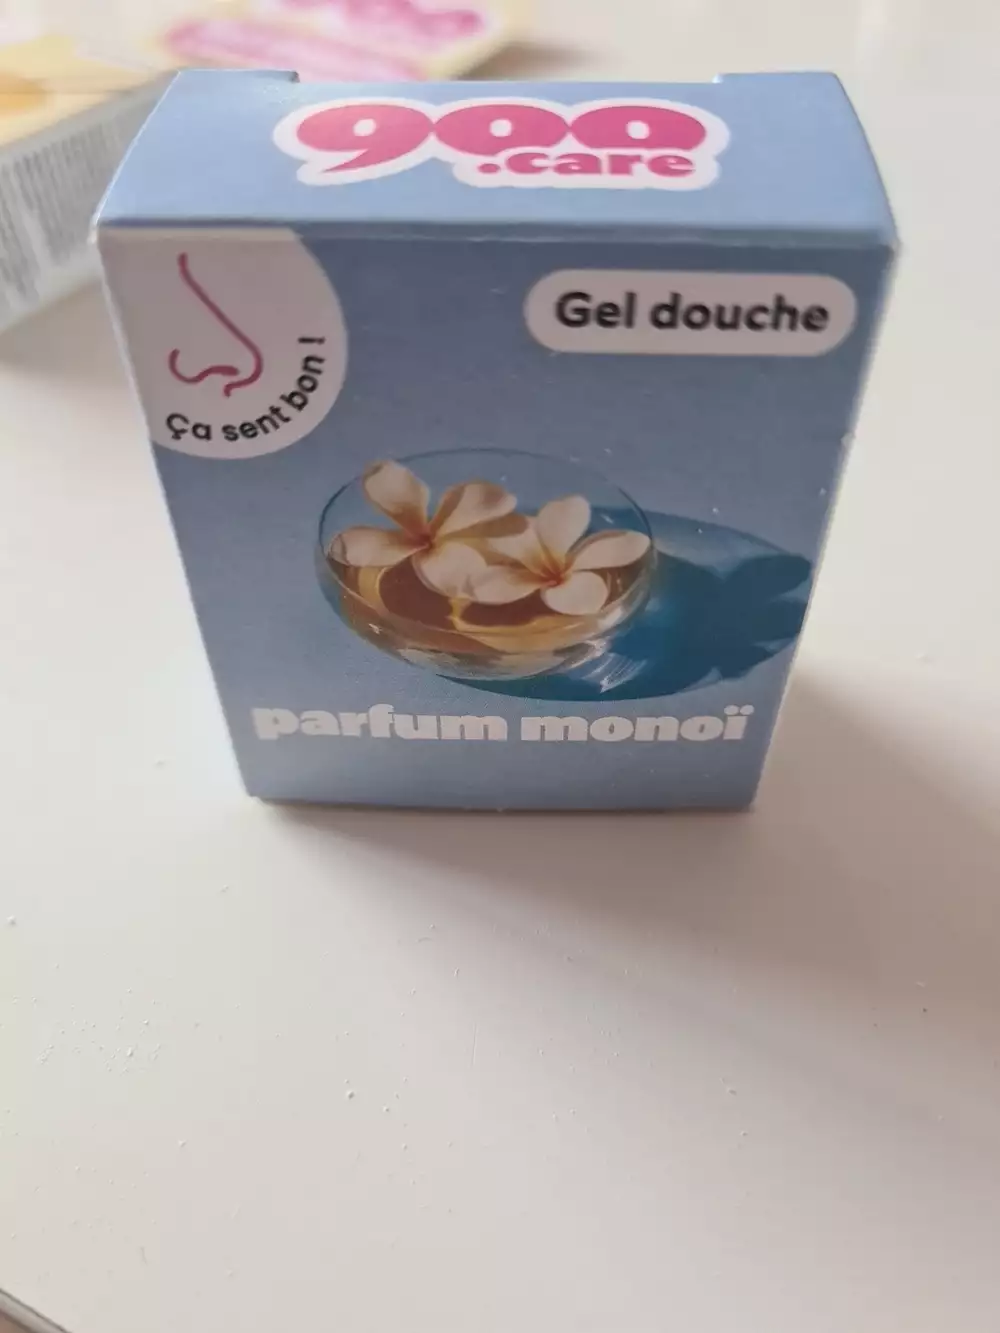 900
.care
Gel douche
Ça sent bon !
parfum monoï